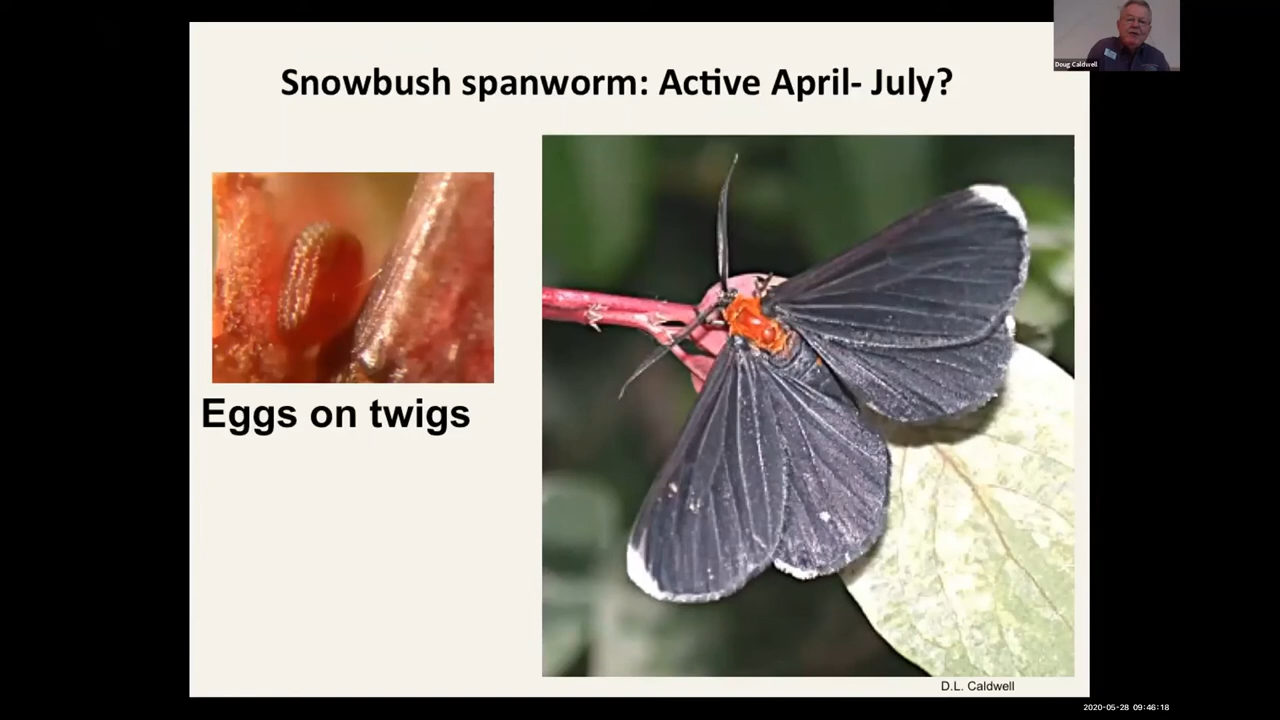 Doug Caldwell
Snowbush spanworm: Active April- July?
Eggs on twigs
D.L. Caldwell
2020-05-28 09:46:18